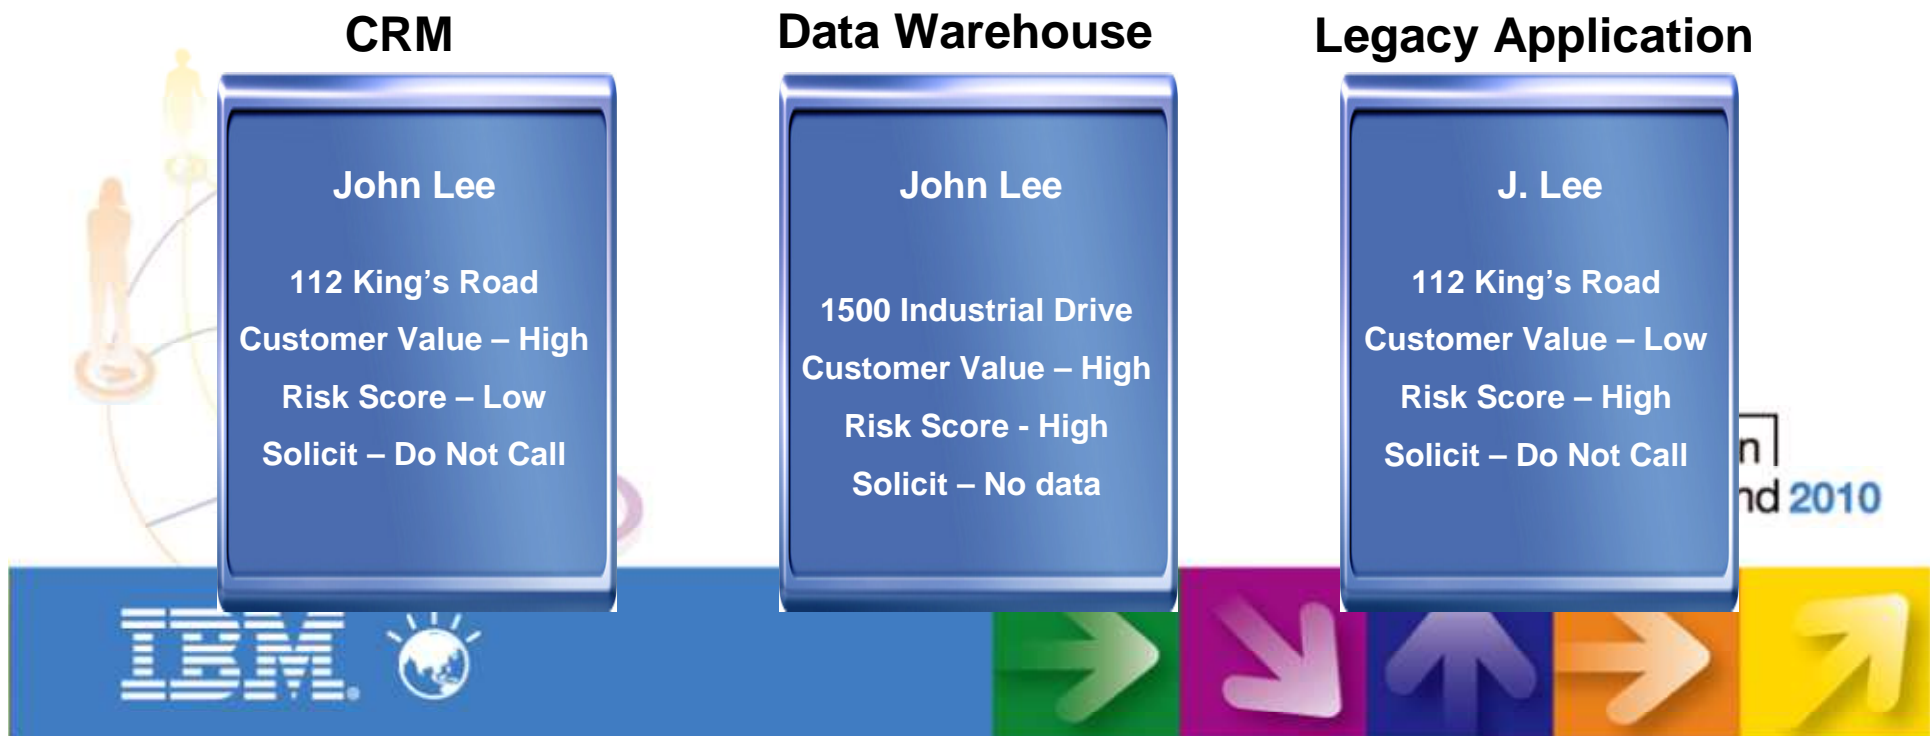 CRM
John Lee
112 King’s Road
Customer Value – High
Risk Score – Low
Solicit – Do Not Call
Data Warehouse
John Lee
1500 Industrial Drive
Customer Value – High
Risk Score - High
Solicit – No data
Legacy Application
J. Lee
112 King’s Road
Customer Value – Low
Risk Score – High
Solicit – Do Not Call
2010
IBM.